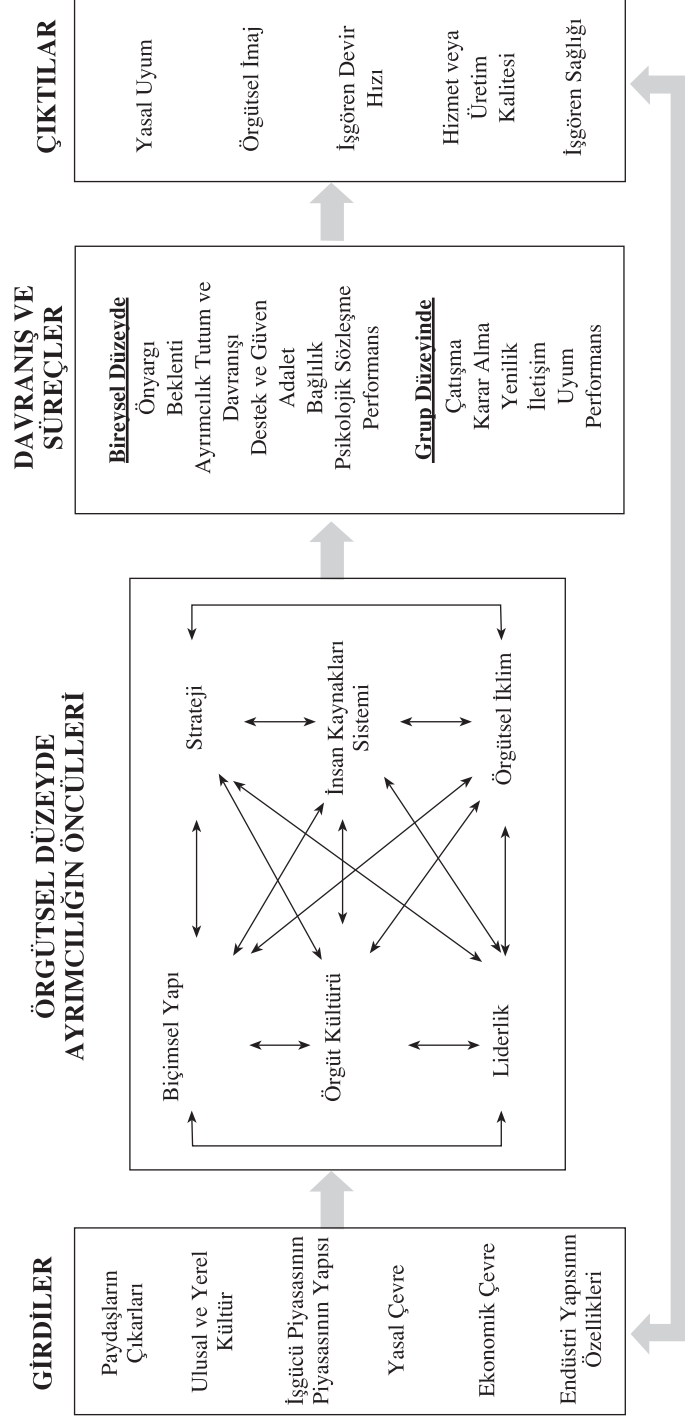 GİRDİLER
Paydaşların
Çıkarları
Ulusal ve Yerel
Kültür
İşgücü Piyasasının
Piyasasının Yapısı
Yasal Çevre
Ekonomik Çevre
Endüstri Yapısının
Özellikleri
ÖRGÜTSEL DÜZEYDE
AYRIMCILIĞIN ÖNCÜLLERİ
Biçimsel Yapı
Strateji
Örgüt Kültürü
İnsan Kaynakları
Sistemi
Liderlik
Örgütsel İklim
DAVRANIŞ VE
SÜREÇLER
Bireysel Düzeyde
Önyargı
Beklenti
Ayrımcılık Tutum ve
Davranışı
Destek ve Güven
Adalet
Bağlılık
Psikolojik Sözleşme
Performans
Grup Düzeyinde
Çatışma
Karar Alma
Yenilik
İletişim
Uyum
Performans
ÇIKTILAR
Yasal Uyum
Örgütsel İmaj
İşgören Devir
Hızı
Hizmet veya
Üretim
Kalitesi
İşgören Sağlığı